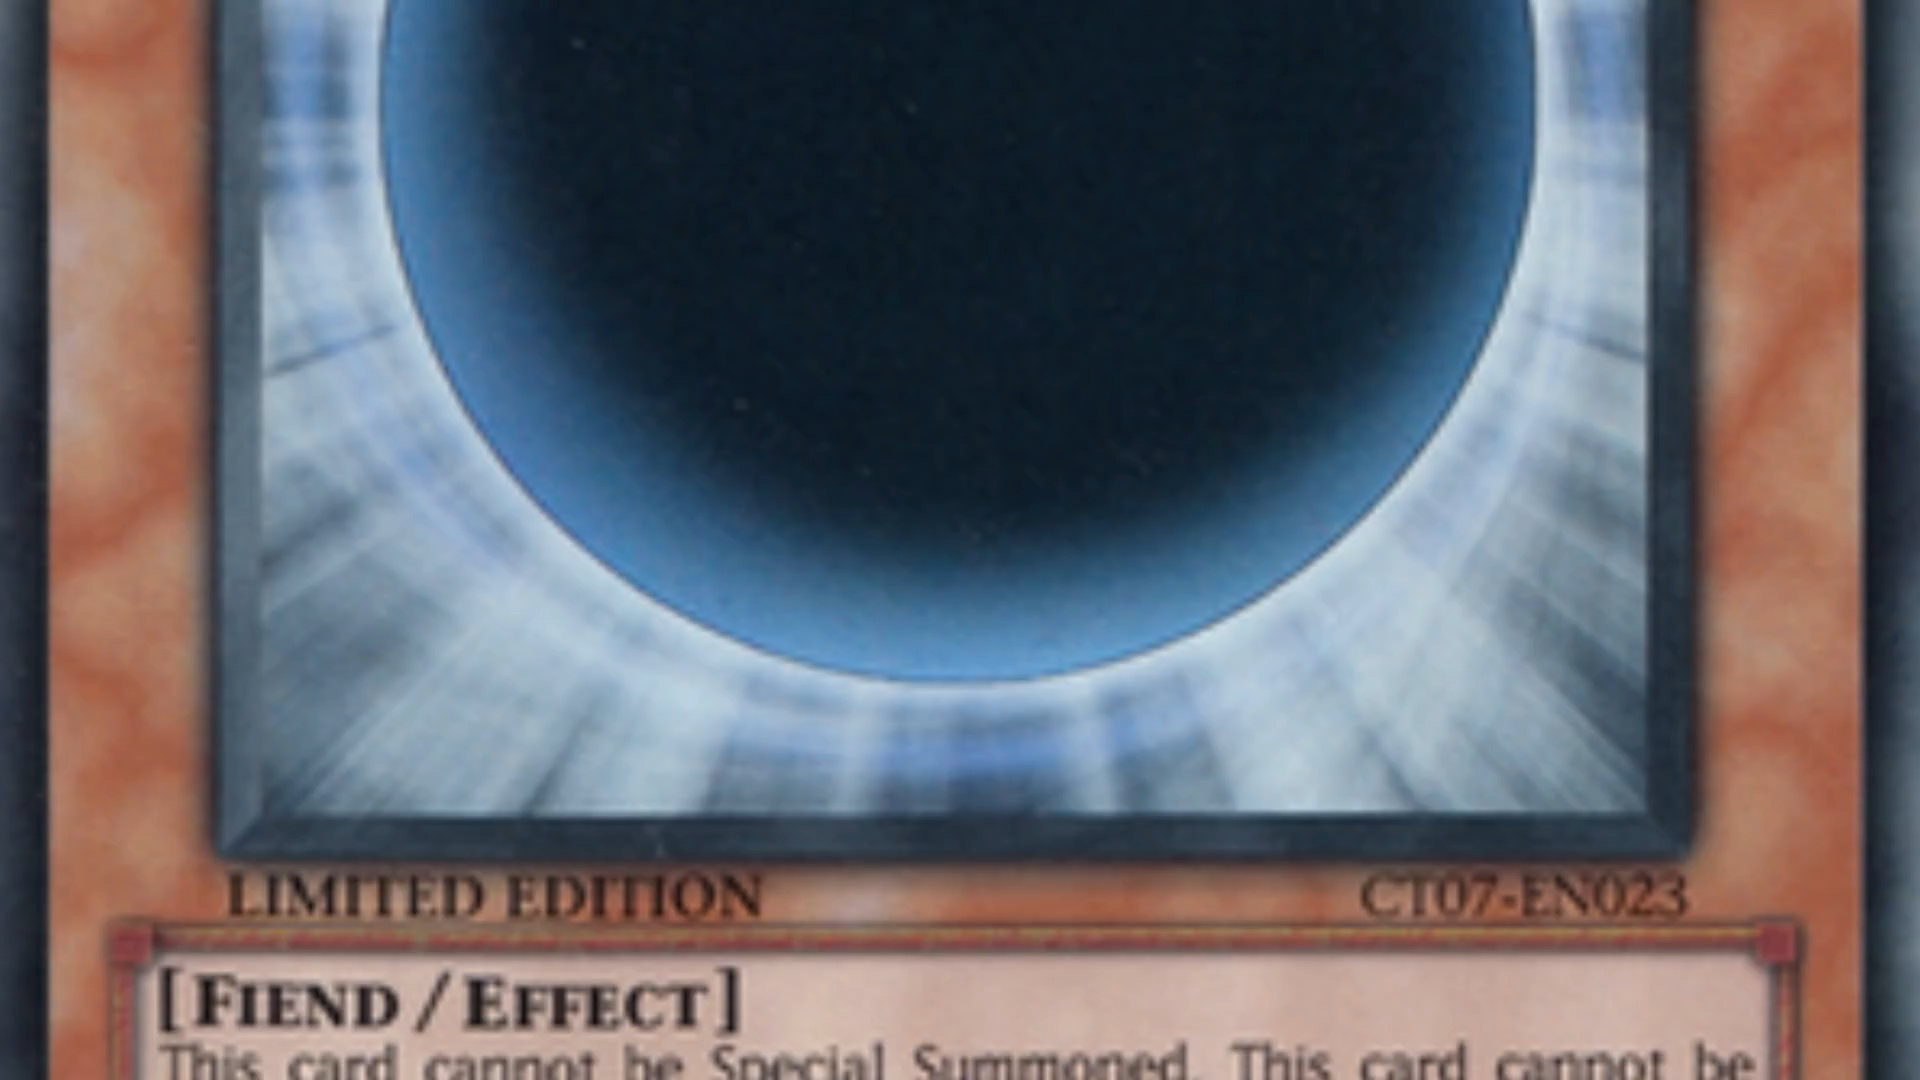 LIMITED EDITION
CT07-EN023
[FIEND/EFFECT]
This card cannot be Special Summoned. This card cannot be